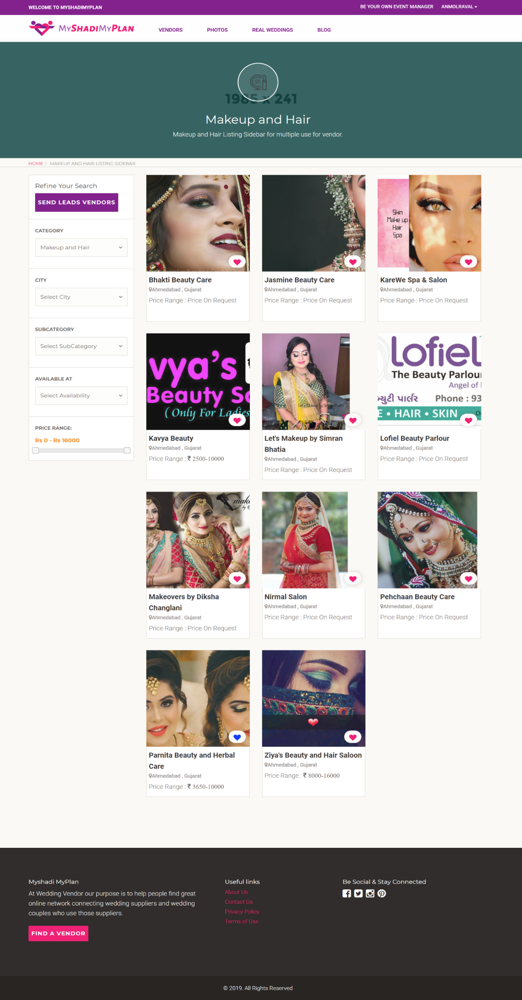 WELCOME TO MYSHADIMYPLAN
BE YOUR OWN EVENT MANAGER
ANMOLRAVAL
MYSHADIMYPLAN
VENDORS
PHOTOS
REAL WEDDINGS
BLOG
1985 x 241
Makeup and Hair
Makeup and Hair Listing Sidebar for multiple use for vendor.
HOME / MAKEUP AND HAIR LISTING SIDEBAR
Refine Your Search
SEND LEADS VENDORS
CATEGORY
Makeup and Hair
CITY
Select City
SUBCATEGORY
Select SubCategory
AVAILABLE AT
Select Availability
PRICE RANGE:
Rs 0 - Rs 16000
Bhakti Beauty Care
Ahmedabad , Gujarat
Price Range : Price On Request
Jasmine Beauty Care
Ahmedabad , Gujarat
Price Range : Price On Request
Skin
Make up
Hair
Spa
KareWe Spa & Salon
Ahmedabad , Gujarat
Price Range : Price On Request
vya's
Beauty
( Only For Ladies
Kavya Beauty
Ahmedabad , Gujarat
Price Range : ₹ 2500-10000
Let's Makeup by Simran Bhatia
Let's Makeup by Simran
Bhatia
Ahmedabad , Gujarat
Price Range : Price On Request
lofiel
The Beauty Parlour
Angel of
બ્યુટી પાર્લર Phone : 93
E • HAIR • SKIN
Lofiel Beauty Parlour
Ahmedabad , Gujarat
Price Range : Price On Request
by
Makeovers by Diksha
Changlani
Ahmedabad , Gujarat
Price Range : Price On Request
Nirmal Salon
Ahmedabad , Gujarat
Price Range : Price On Request
Pehchaan Beauty Care
Ahmedabad , Gujarat
Price Range : Price On Request
Parnita Beauty and Herbal
Care
Ahmedabad , Gujarat
Price Range : ₹ 3650-10000
Ziya's Beauty and Hair Saloon
Ahmedabad , Gujarat
Price Range : ₹ 8000-16000
Myshadi MyPlan
At Wedding Vendor our purpose is to help people find great
online network connecting wedding suppliers and wedding
couples who use those suppliers.
FIND A VENDOR
Useful links
About Us
Contact Us
Privacy Policy
Terms of Use
Be Social & Stay Connected
© 2019. All Rights Reserved